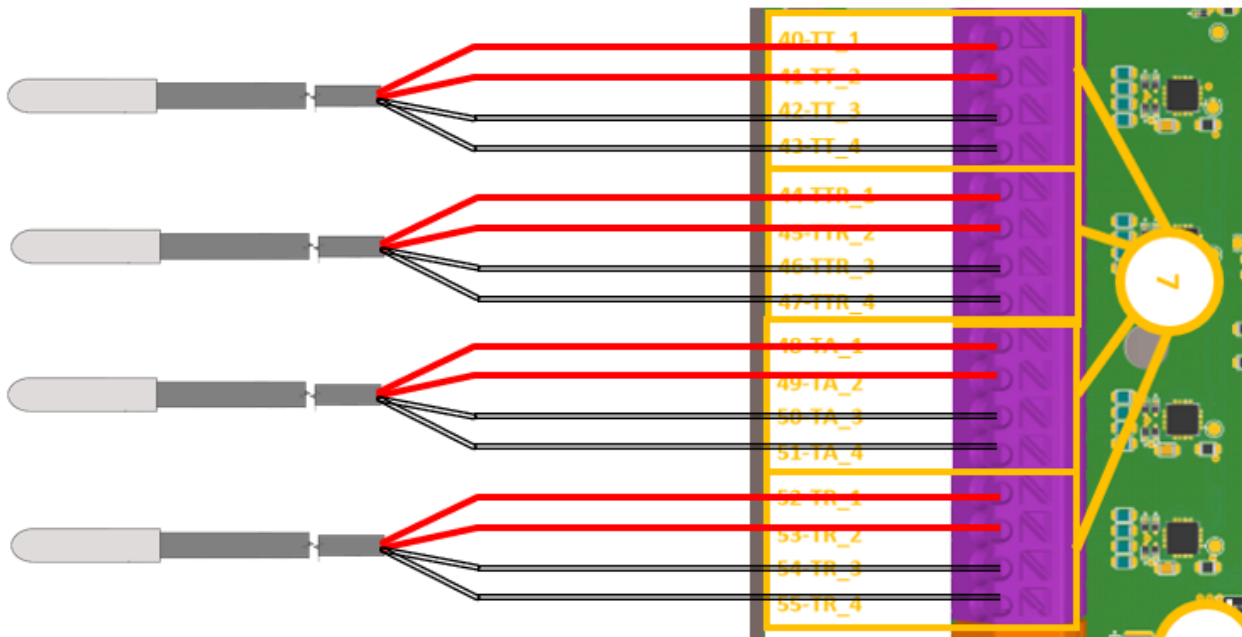 40-TT_1
41-TT_2
42-TT_3
43-TT_4
44-TTR_1
45-TTR_2
46-TTR_3
47-TTR_4
48-TA_1
49-TA_2
50-TA_3
51-TA_4
52-TR_1
53-TR_2
54-TR_3
55-TR_4
7